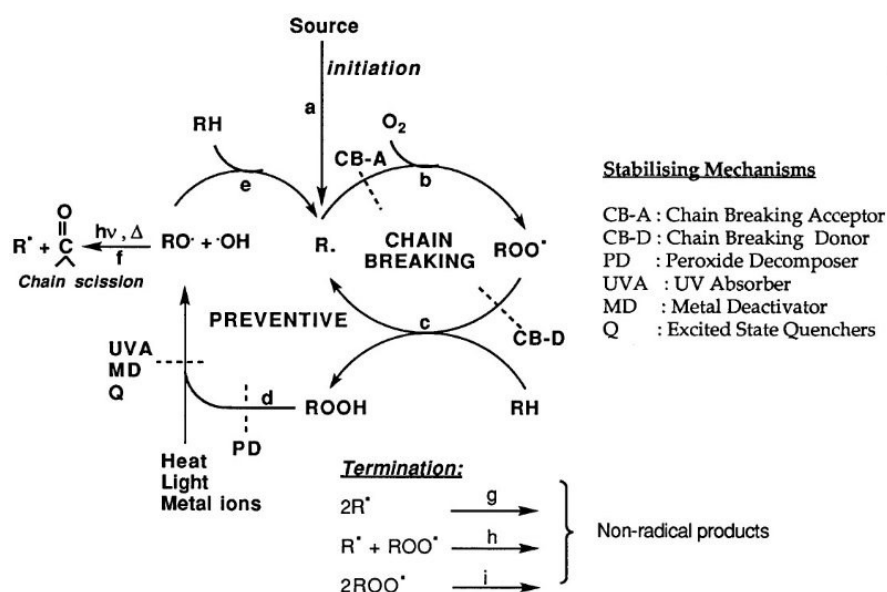 Source
initiation
a
RH
O₂
CB-A
b
e
O
hν , Δ
R• + C
f
RO• + •OH
R.
CHAIN BREAKING
ROO•
Chain scission
PREVENTIVE
c
CB-D
UVA
MD
Q
d
ROOH
RH
PD
Heat
Light
Metal ions
Stabilising Mechanisms
CB-A : Chain Breaking Acceptor
CB-D : Chain Breaking Donor
PD : Peroxide Decomposer
UVA : UV Absorber
MD : Metal Deactivator
Q : Excited State Quenchers
Termination:
2R• g
R• + ROO• h
2ROO• i
Non-radical products